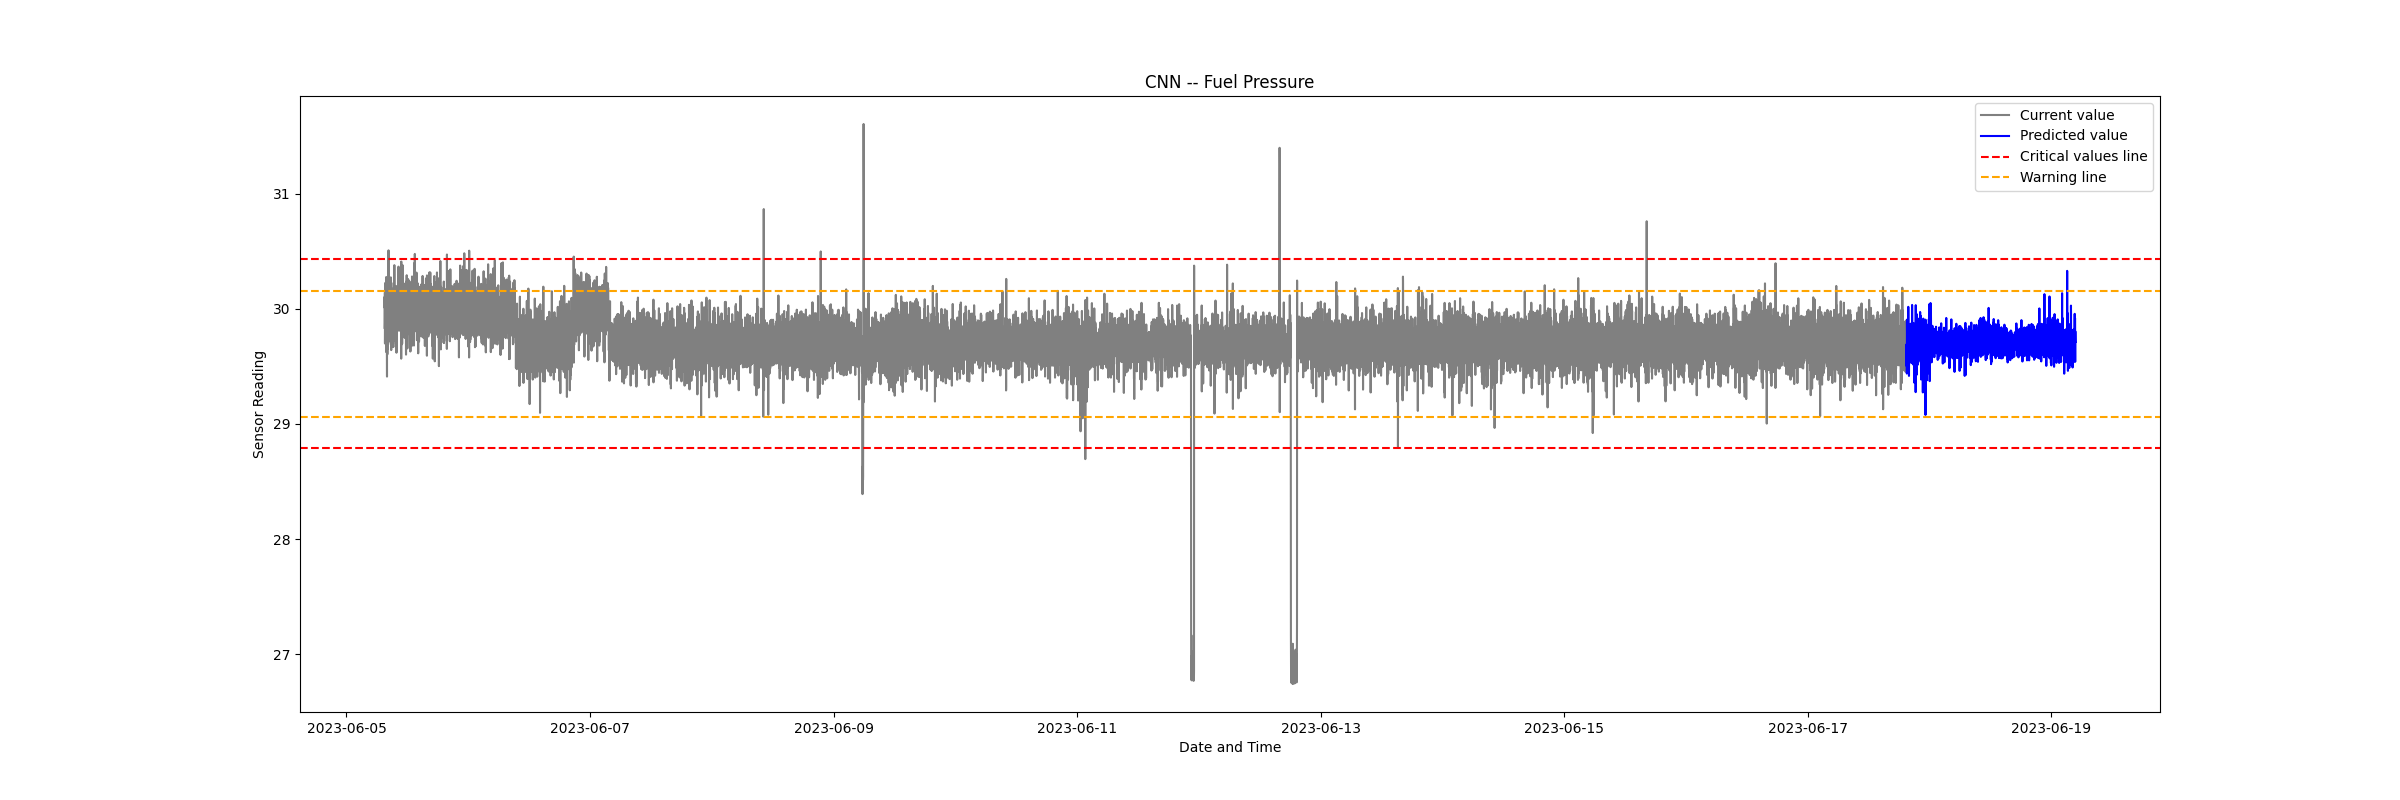 CNN -- Fuel Pressure
Current value
Predicted value
Critical values line
Warning line
31
30
29
28
27
Sensor Reading
2023-06-05
2023-06-07
2023-06-09
2023-06-11
2023-06-13
2023-06-15
2023-06-17
2023-06-19
Date and Time